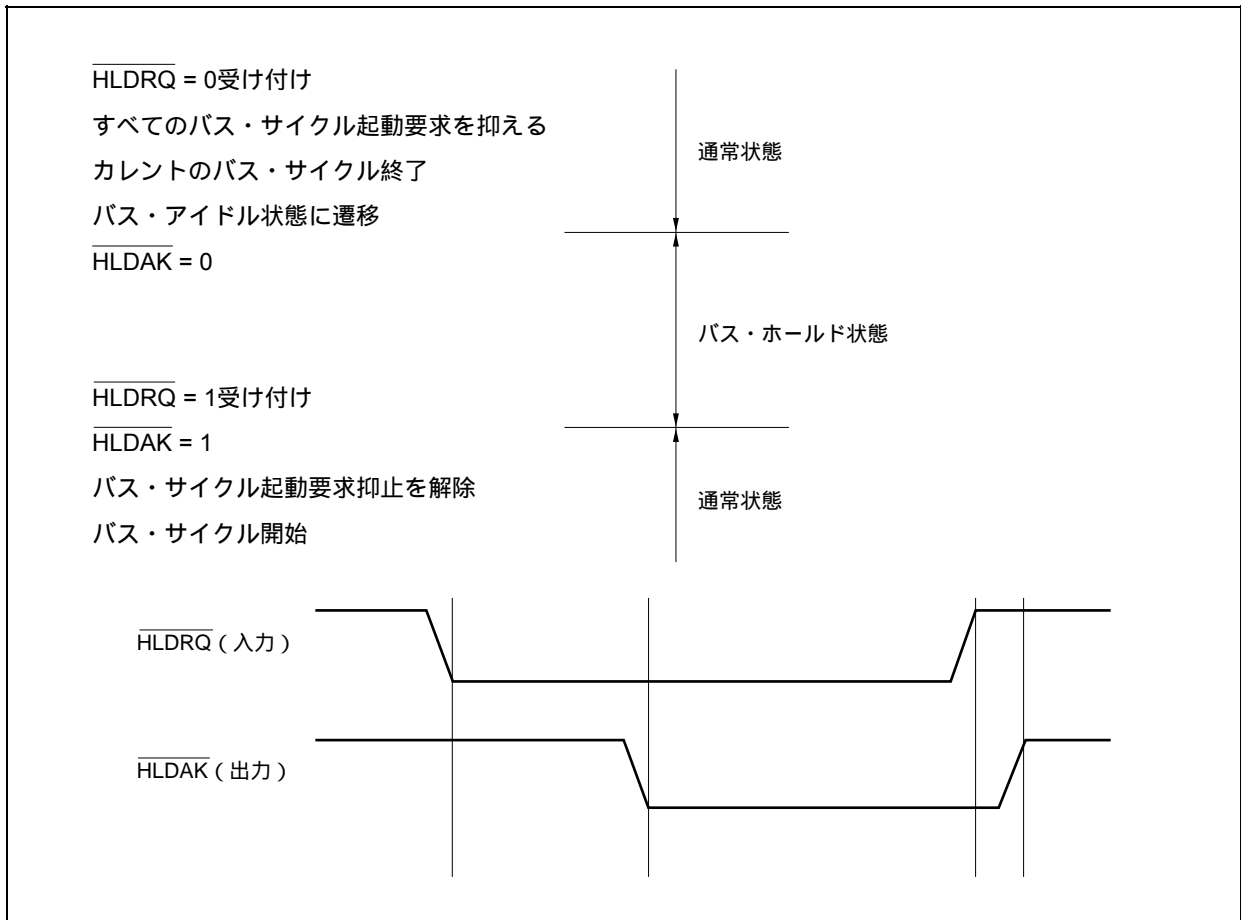 HLDRQ = 0受け付け
すべてのバス・サイクル起動要求を抑える
カレントのバス・サイクル終了
バス・アイドル状態に遷移
HLDAK = 0
通常状態
バス・ホールド状態
HLDRQ = 1受け付け
HLDAK = 1
バス・サイクル起動要求抑止を解除
バス・サイクル開始
通常状態
HLDRQ（入力）
HLDAK（出力）